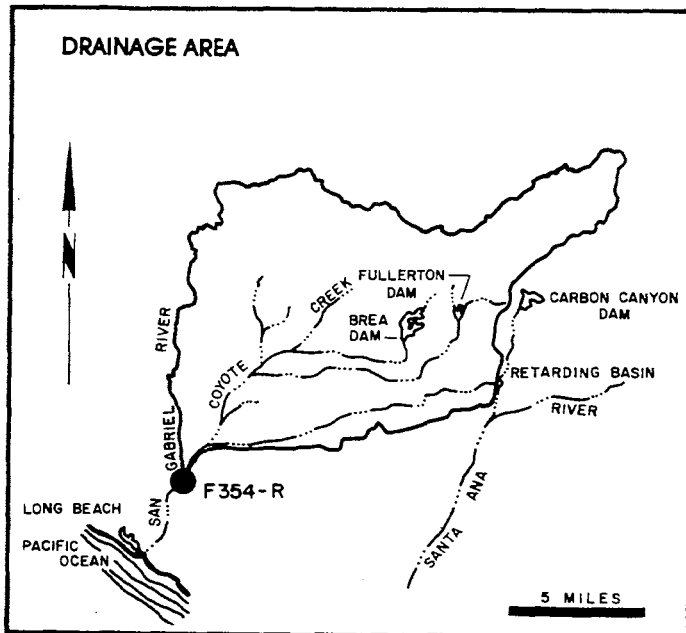 DRAINAGE AREA
N
FULLERTON
DAM
CREEK
BREA
DAM
CARBON CANYON
DAM
RIVER
COYOTE
RETARDING BASIN
RIVER
GABRIEL
SAN
F354-R
SANTA
ANA
LONG BEACH
PACIFIC
OCEAN
5 MILES